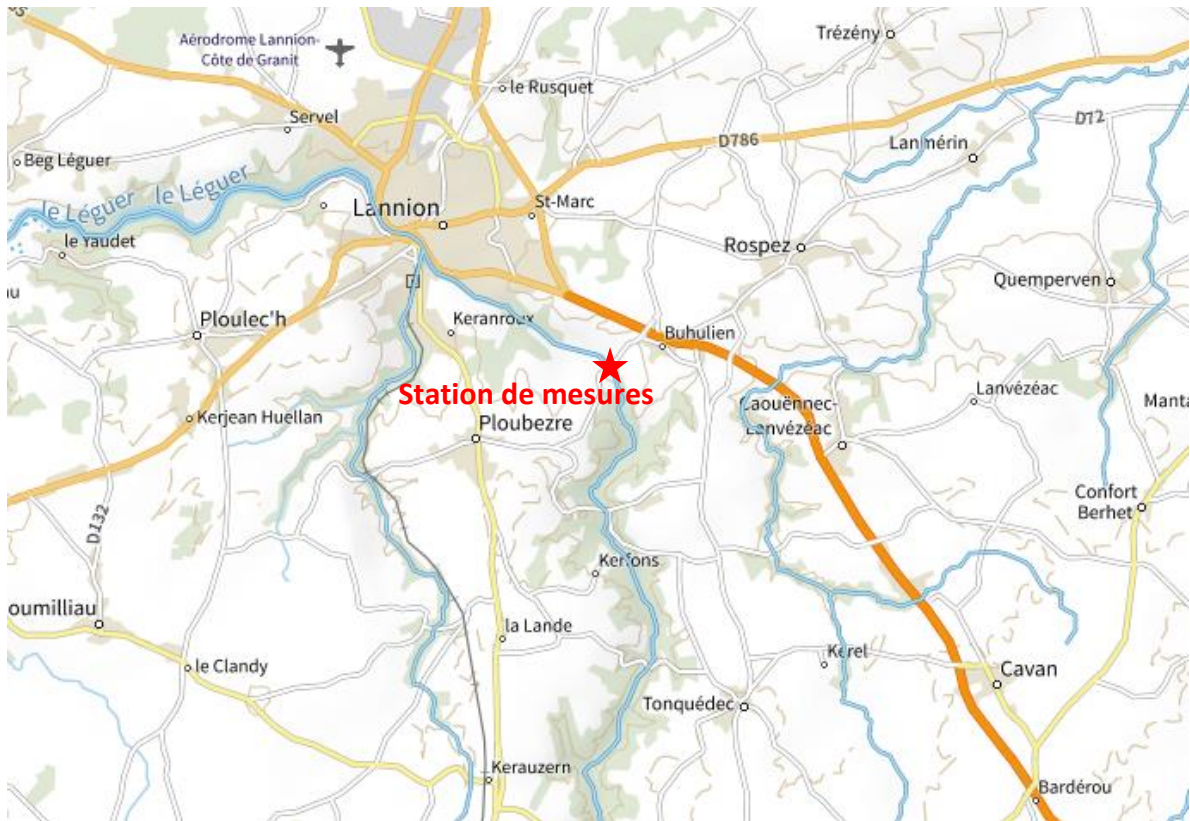 Trézény
Aérodrome Lannion-
Côte de Granit
le Rusquet
Servel
D72
D786
Lanmérin
Beg Léguer
le Léguer
le Léguer
Lannion
St-Marc
le Yaudet
Rospez
Quemperven
Ploulec'h
Keranroux
Buhulien
Station de mesures
Lanvézéac
Caouënnec-
Lanvézéac
Manta
Kerjean Huellan
Ploubezre
Confort
Berhet
D132
Kerfons
oumilliau
la Lande
le Clandy
Kerel
Cavan
Tonquédec
Kerauzern
Bardérou